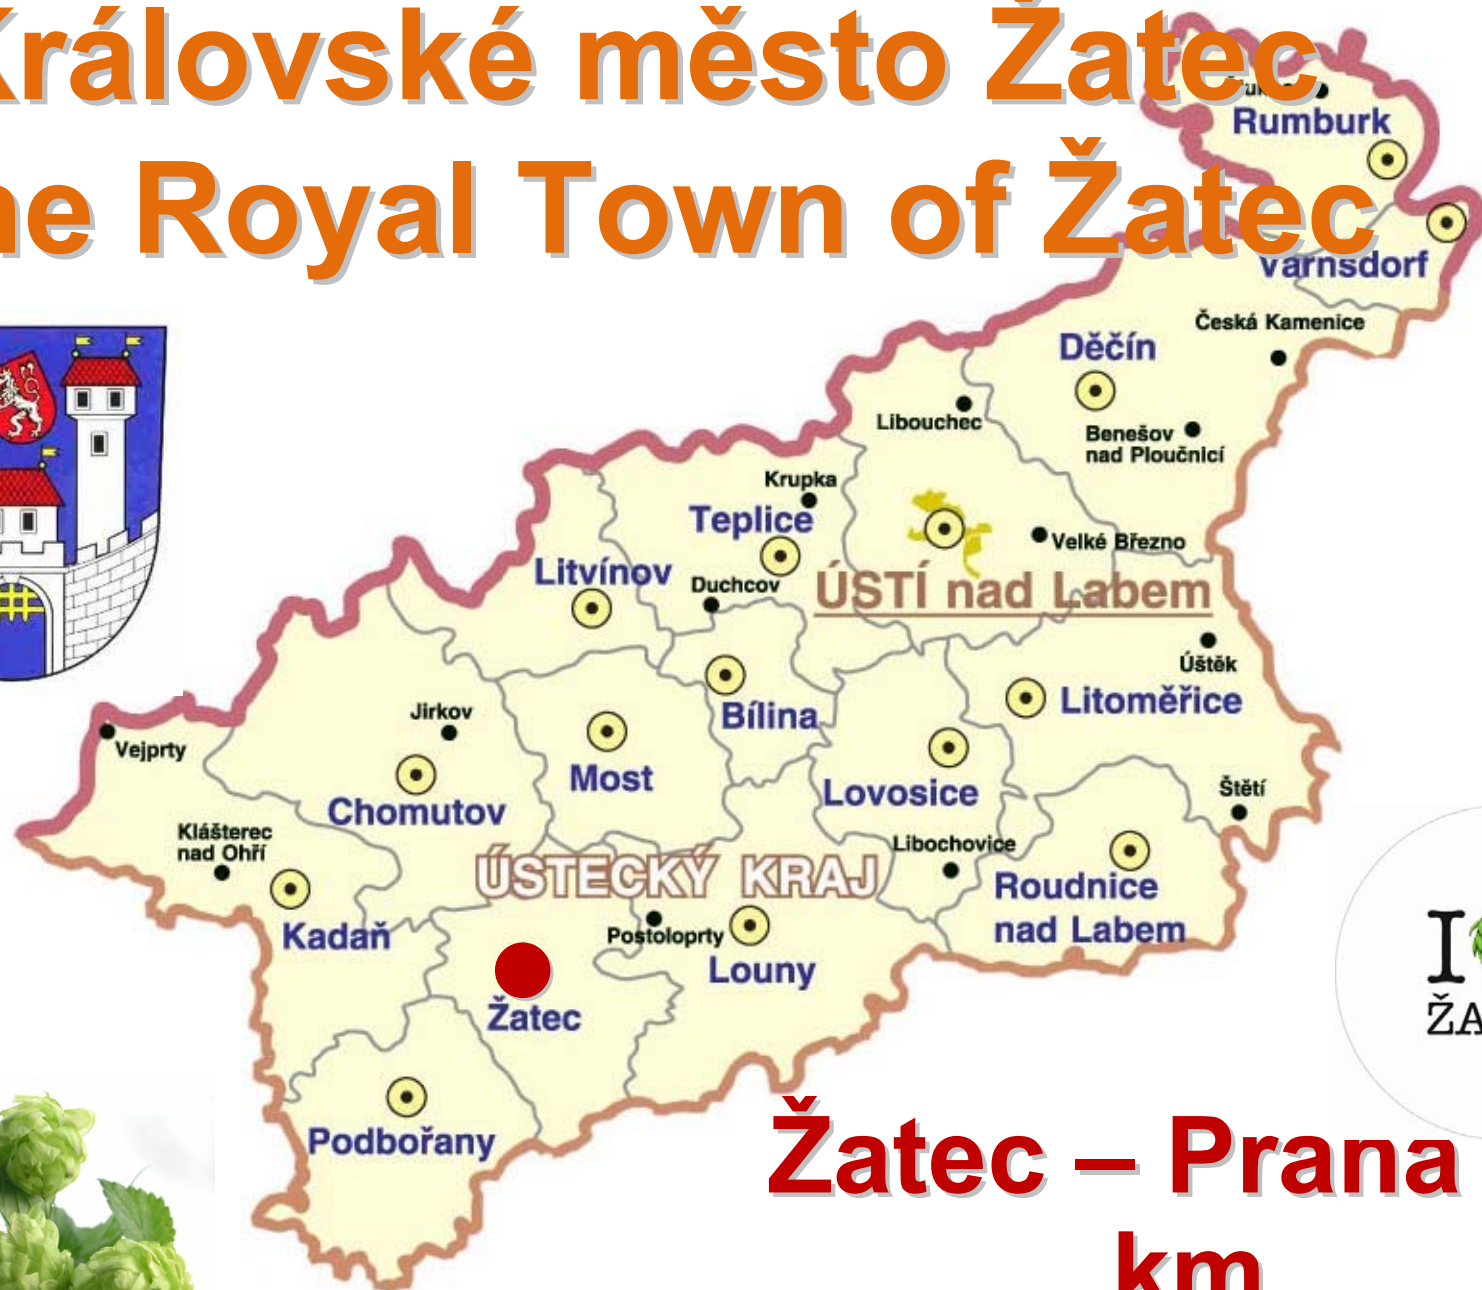 Královské město Žatec
he Royal Town of Žatec
Rumburk
Varnsdorf
Česká Kamenice
Děčín
Libouchec
Benešov
nad Ploučnicí
Krupka
Teplice
Velké Březno
Litvínov
Duchcov
ÚSTÍ nad Labem
Úštěk
Litoměřice
Jirkov
Bílina
Vejprty
Most
Lovosice
Štětí
Chomutov
Klášterec
nad Ohří
Libochovice
ÚSTECKÝ KRAJ
Roudnice
nad Labem
Kadaň
Postoloprty
Louny
I
ŽA
Žatec
Podbořany
Žatec – Prana
km